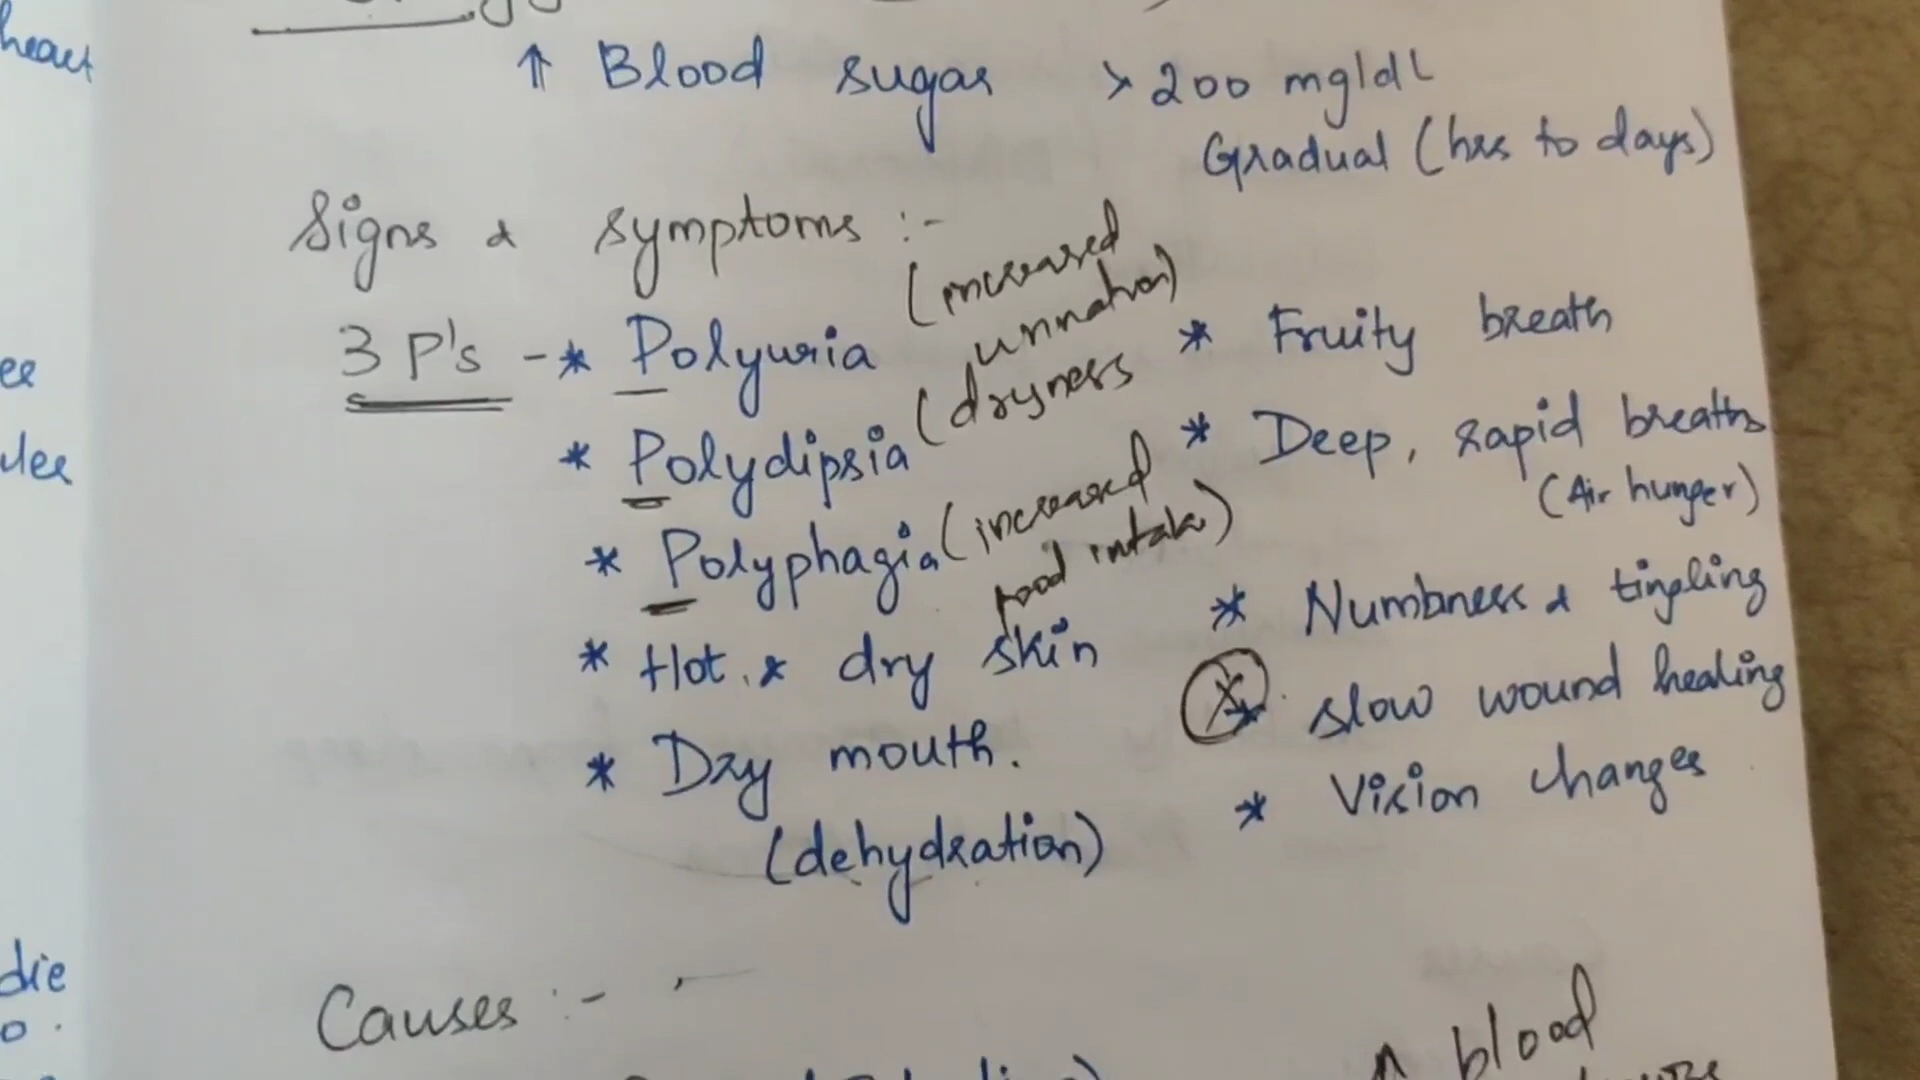 heart
↑ Blood sugar > 200 mg/dL
Gradual (hrs to days)
Signs & symptoms :-
3 P's - * Polyuria (increased urination)
* Polydipsia (dryness
* Polyphagia (increased food intake)
* Hot & dry skin
* Dry mouth.
(dehydration)
* Fruity breath
* Deep, rapid breaths
(Air hunger)
* Numbness & tingling
* slow wound healing
* Vision changes
Causes :-
↑ blood